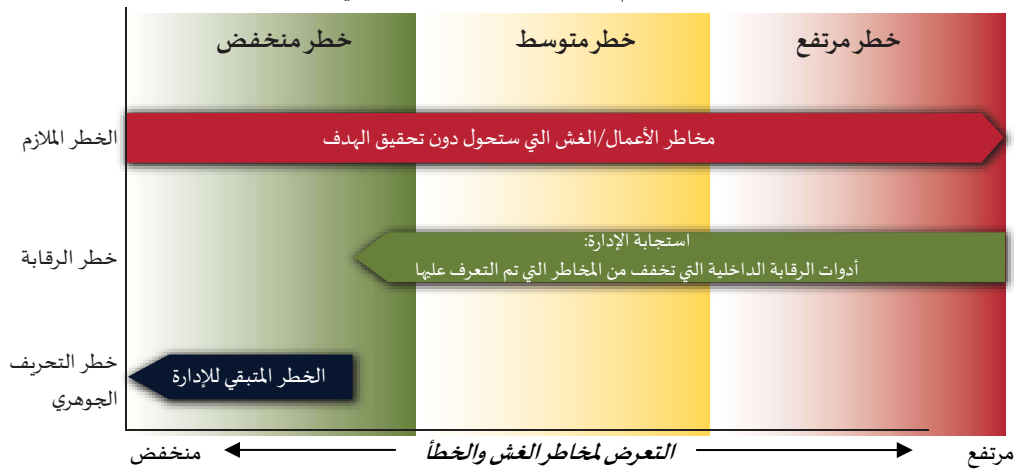 خطر مرتفع
خطر متوسط
خطر منخفض
الخطر الملازم
مخاطر الأعمال/الغش التي ستحول دون تحقيق الهدف
خطر الرقابة
استجابة الإدارة:
أدوات الرقابة الداخلية التي تخفف من المخاطر التي تم التعرف عليها
خطر التحريف
الجوهري
الخطر المتبقي للإدارة
مرتفع
التعرض لمخاطر الغش والخطأ
منخفض